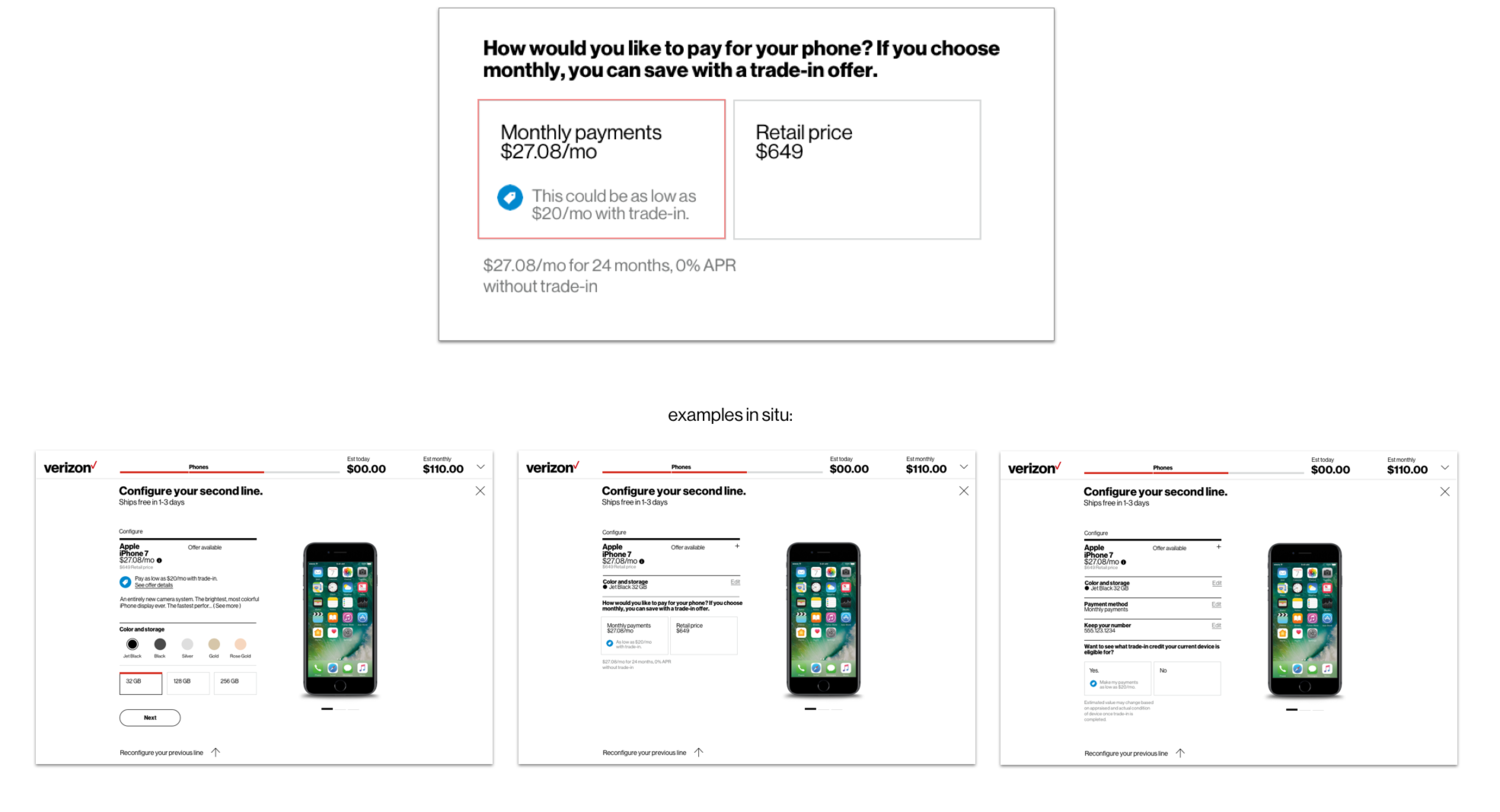 How would you like to pay for your phone? If you choose
monthly, you can save with a trade-in offer.
Monthly payments
$27.08/mo
This could be as low as
$20/mo with trade-in.
Retail price
$649
$27.08/mo for 24 months, 0% APR
without trade-in
examples in situ:
verizon
Phones
Est today
$00.00
Est monthly
$110.00
Configure your second line.
Ships free in 1-3 days
Configure
Apple
iPhone 7
$27.08/mo
$649 Retail price
Offer available
Pay as low as $20/mo with trade-in.
See offer details
An entirely new camera system. The brightest, most colorful
iPhone display ever. The fastest perfor... ( See more )
Color and storage
Jet Black
Black
Silver
Gold
Rose Gold
32 GB
128 GB
256 GB
Next
Reconfigure your previous line
verizon
Phones
Est today
$00.00
Est monthly
$110.00
Configure your second line.
Ships free in 1-3 days
Configure
Apple
iPhone 7
$27.08/mo
$649 Retail price
Offer available
+
Color and storage
Jet Black 32 GB
Edit
How would you like to pay for your phone? If you choose
monthly, you can save with a trade-in offer.
Monthly payments
$27.08/mo
As low as $20/mo
with trade-in.
Retail price
$649
$27.08/mo for 24 months, 0% APR
without trade-in
Reconfigure your previous line
verizon
Phones
Est today
$00.00
Est monthly
$110.00
Configure your second line.
Ships free in 1-3 days
Configure
Apple
iPhone 7
$27.08/mo
$649 Retail price
Offer available
+
Color and storage
Jet Black 32 GB
Edit
Payment method
Monthly payments
Edit
Keep your number
555.123.1234
Edit
Want to see what trade-in credit your current device is
eligible for?
Yes.
Make my payments
as low as $20/mo.
No
Estimated value may change based
on appraised and actual condition
of device once trade-in is
completed.
Reconfigure your previous line